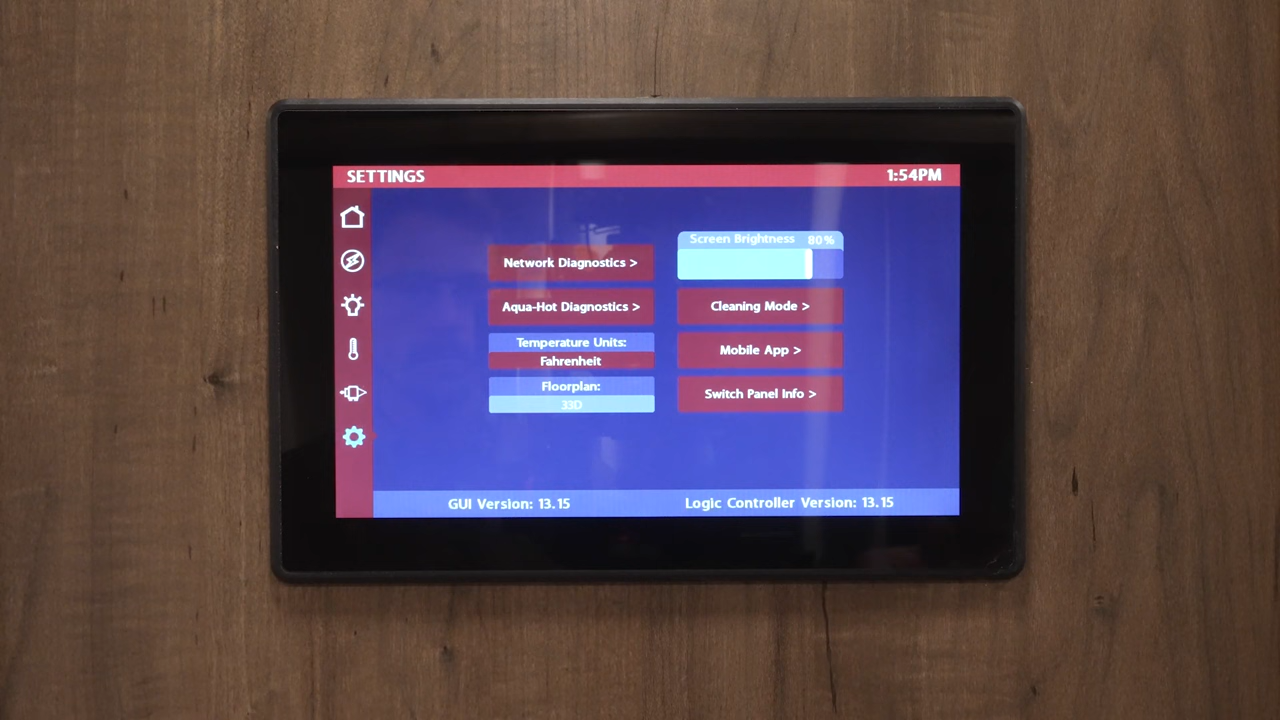 SETTINGS
1:54PM
Network Diagnostics >
Aqua-Hot Diagnostics >
Temperature Units:
Fahrenheit
Floorplan:
33D
Screen Brightness 80%
Cleaning Mode >
Mobile App >
Switch Panel Info >
GUI Version: 13.15
Logic Controller Version: 13.15